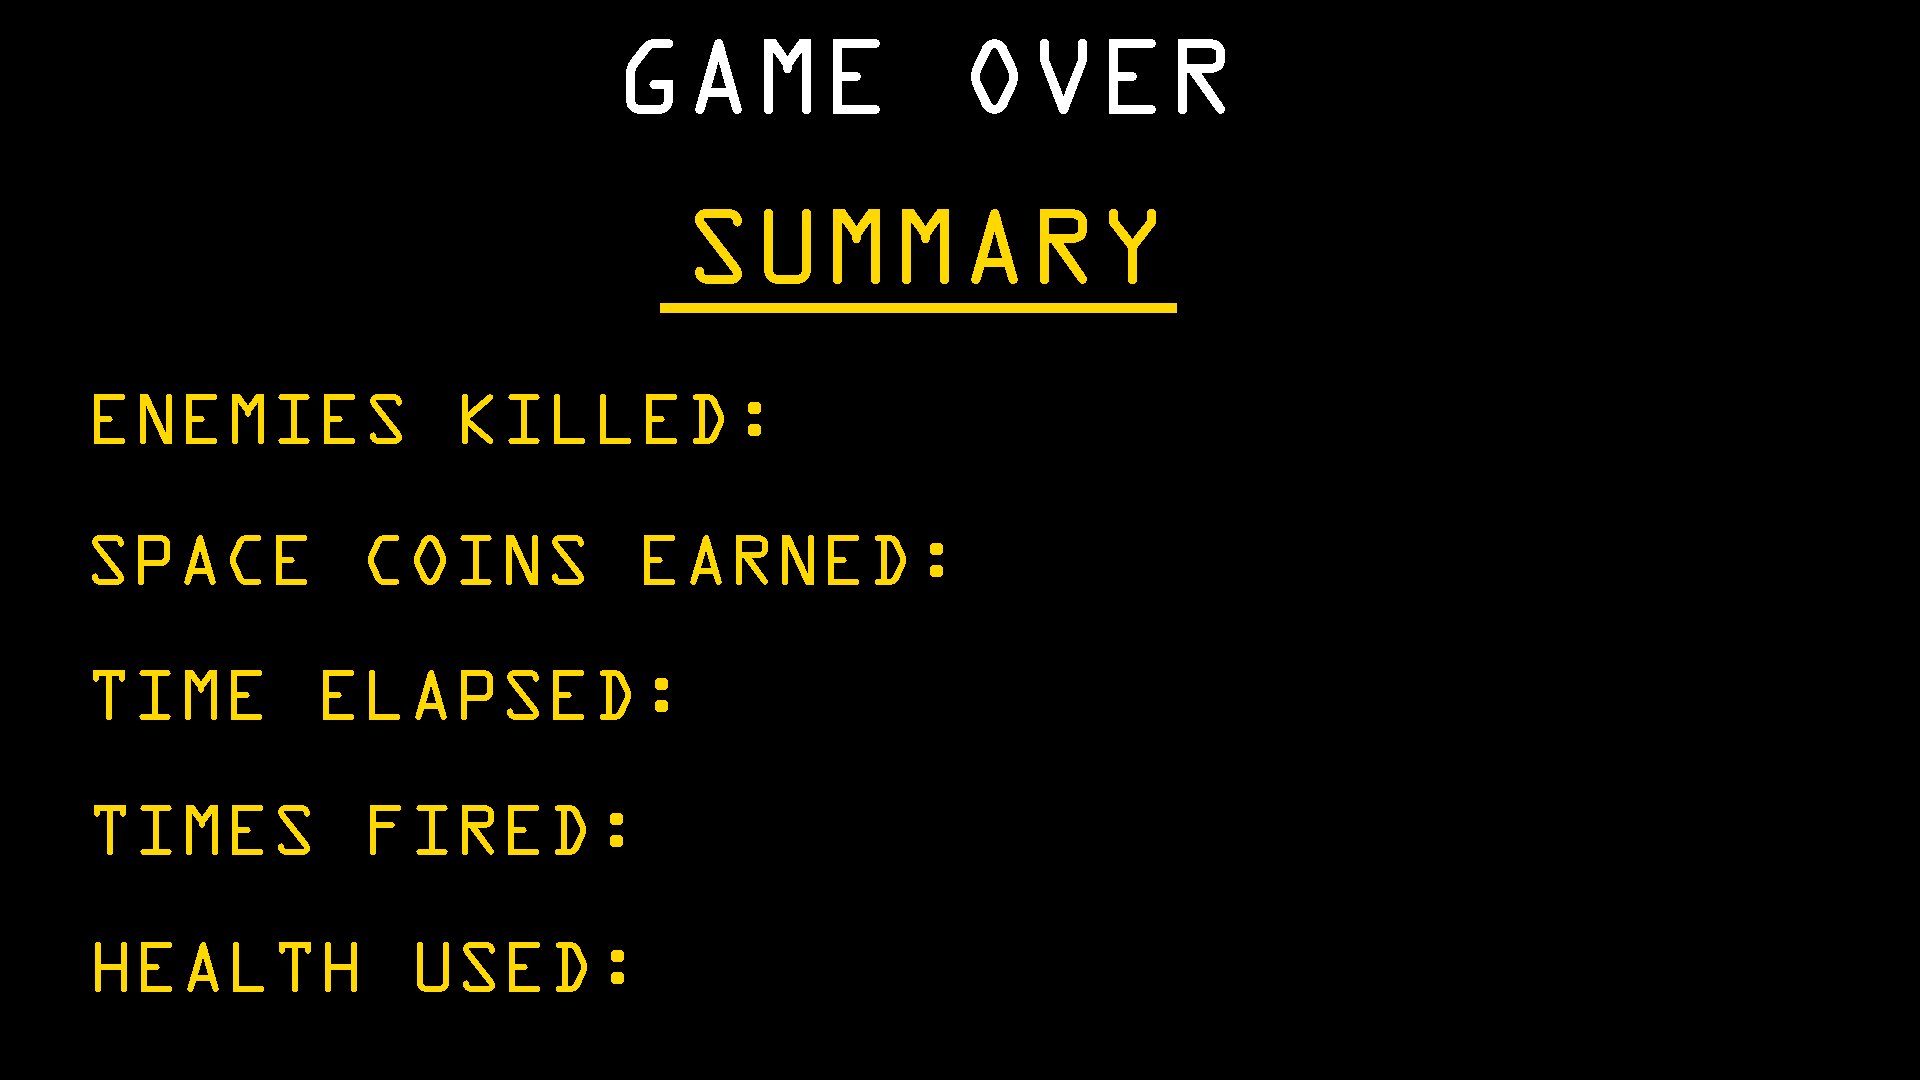 GAME OVER
SUMMARY
ENEMIES KILLED:
SPACE COINS EARNED:
TIME ELAPSED:
TIMES FIRED:
HEALTH USED: